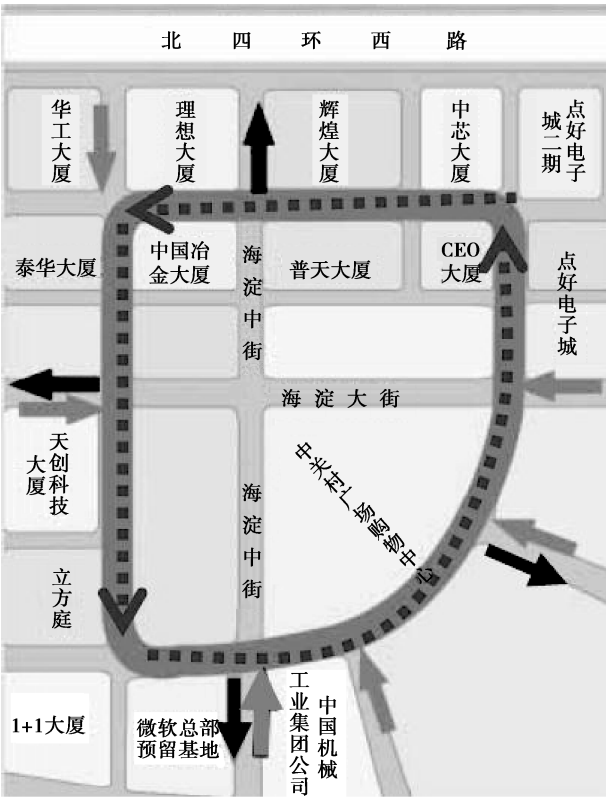 北四环西路
华工大厦
理想大厦
辉煌大厦
中芯大厦
点好电子
城二期
泰华大厦
中国冶
金大厦
海淀中街
普天大厦
CEO
大厦
点好电子城
海淀大街
天创科技
大厦
海淀中街
中关村广场购物中心
立方庭
1+1大厦
微软总部
预留基地
中国机械
工业集团公司